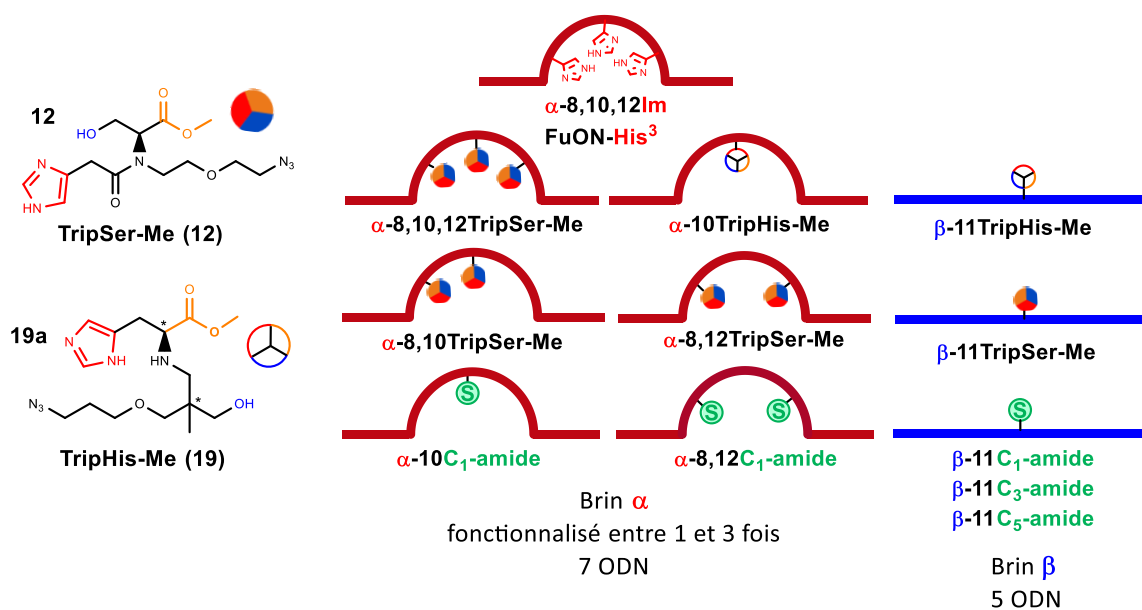 12
HO
O
O
N
N3
N
NH
O
TripSer-Me (12)
19a
O
O
*
N
NH
HN
*
N3
O
OH
TripHis-Me (19)
N NH
N HN
N HN
α-8,10,12Im
FuON-His³
α-8,10,12TripSer-Me
α-10TripHis-Me
β-11TripHis-Me
α-8,10TripSer-Me
α-8,12TripSer-Me
β-11TripSer-Me
S
S
S
S
α-10C₁-amide
α-8,12C₁-amide
β-11C₁-amide
β-11C₃-amide
β-11C₅-amide
Brin α
fonctionnalisé entre 1 et 3 fois
7 ODN
Brin β
5 ODN